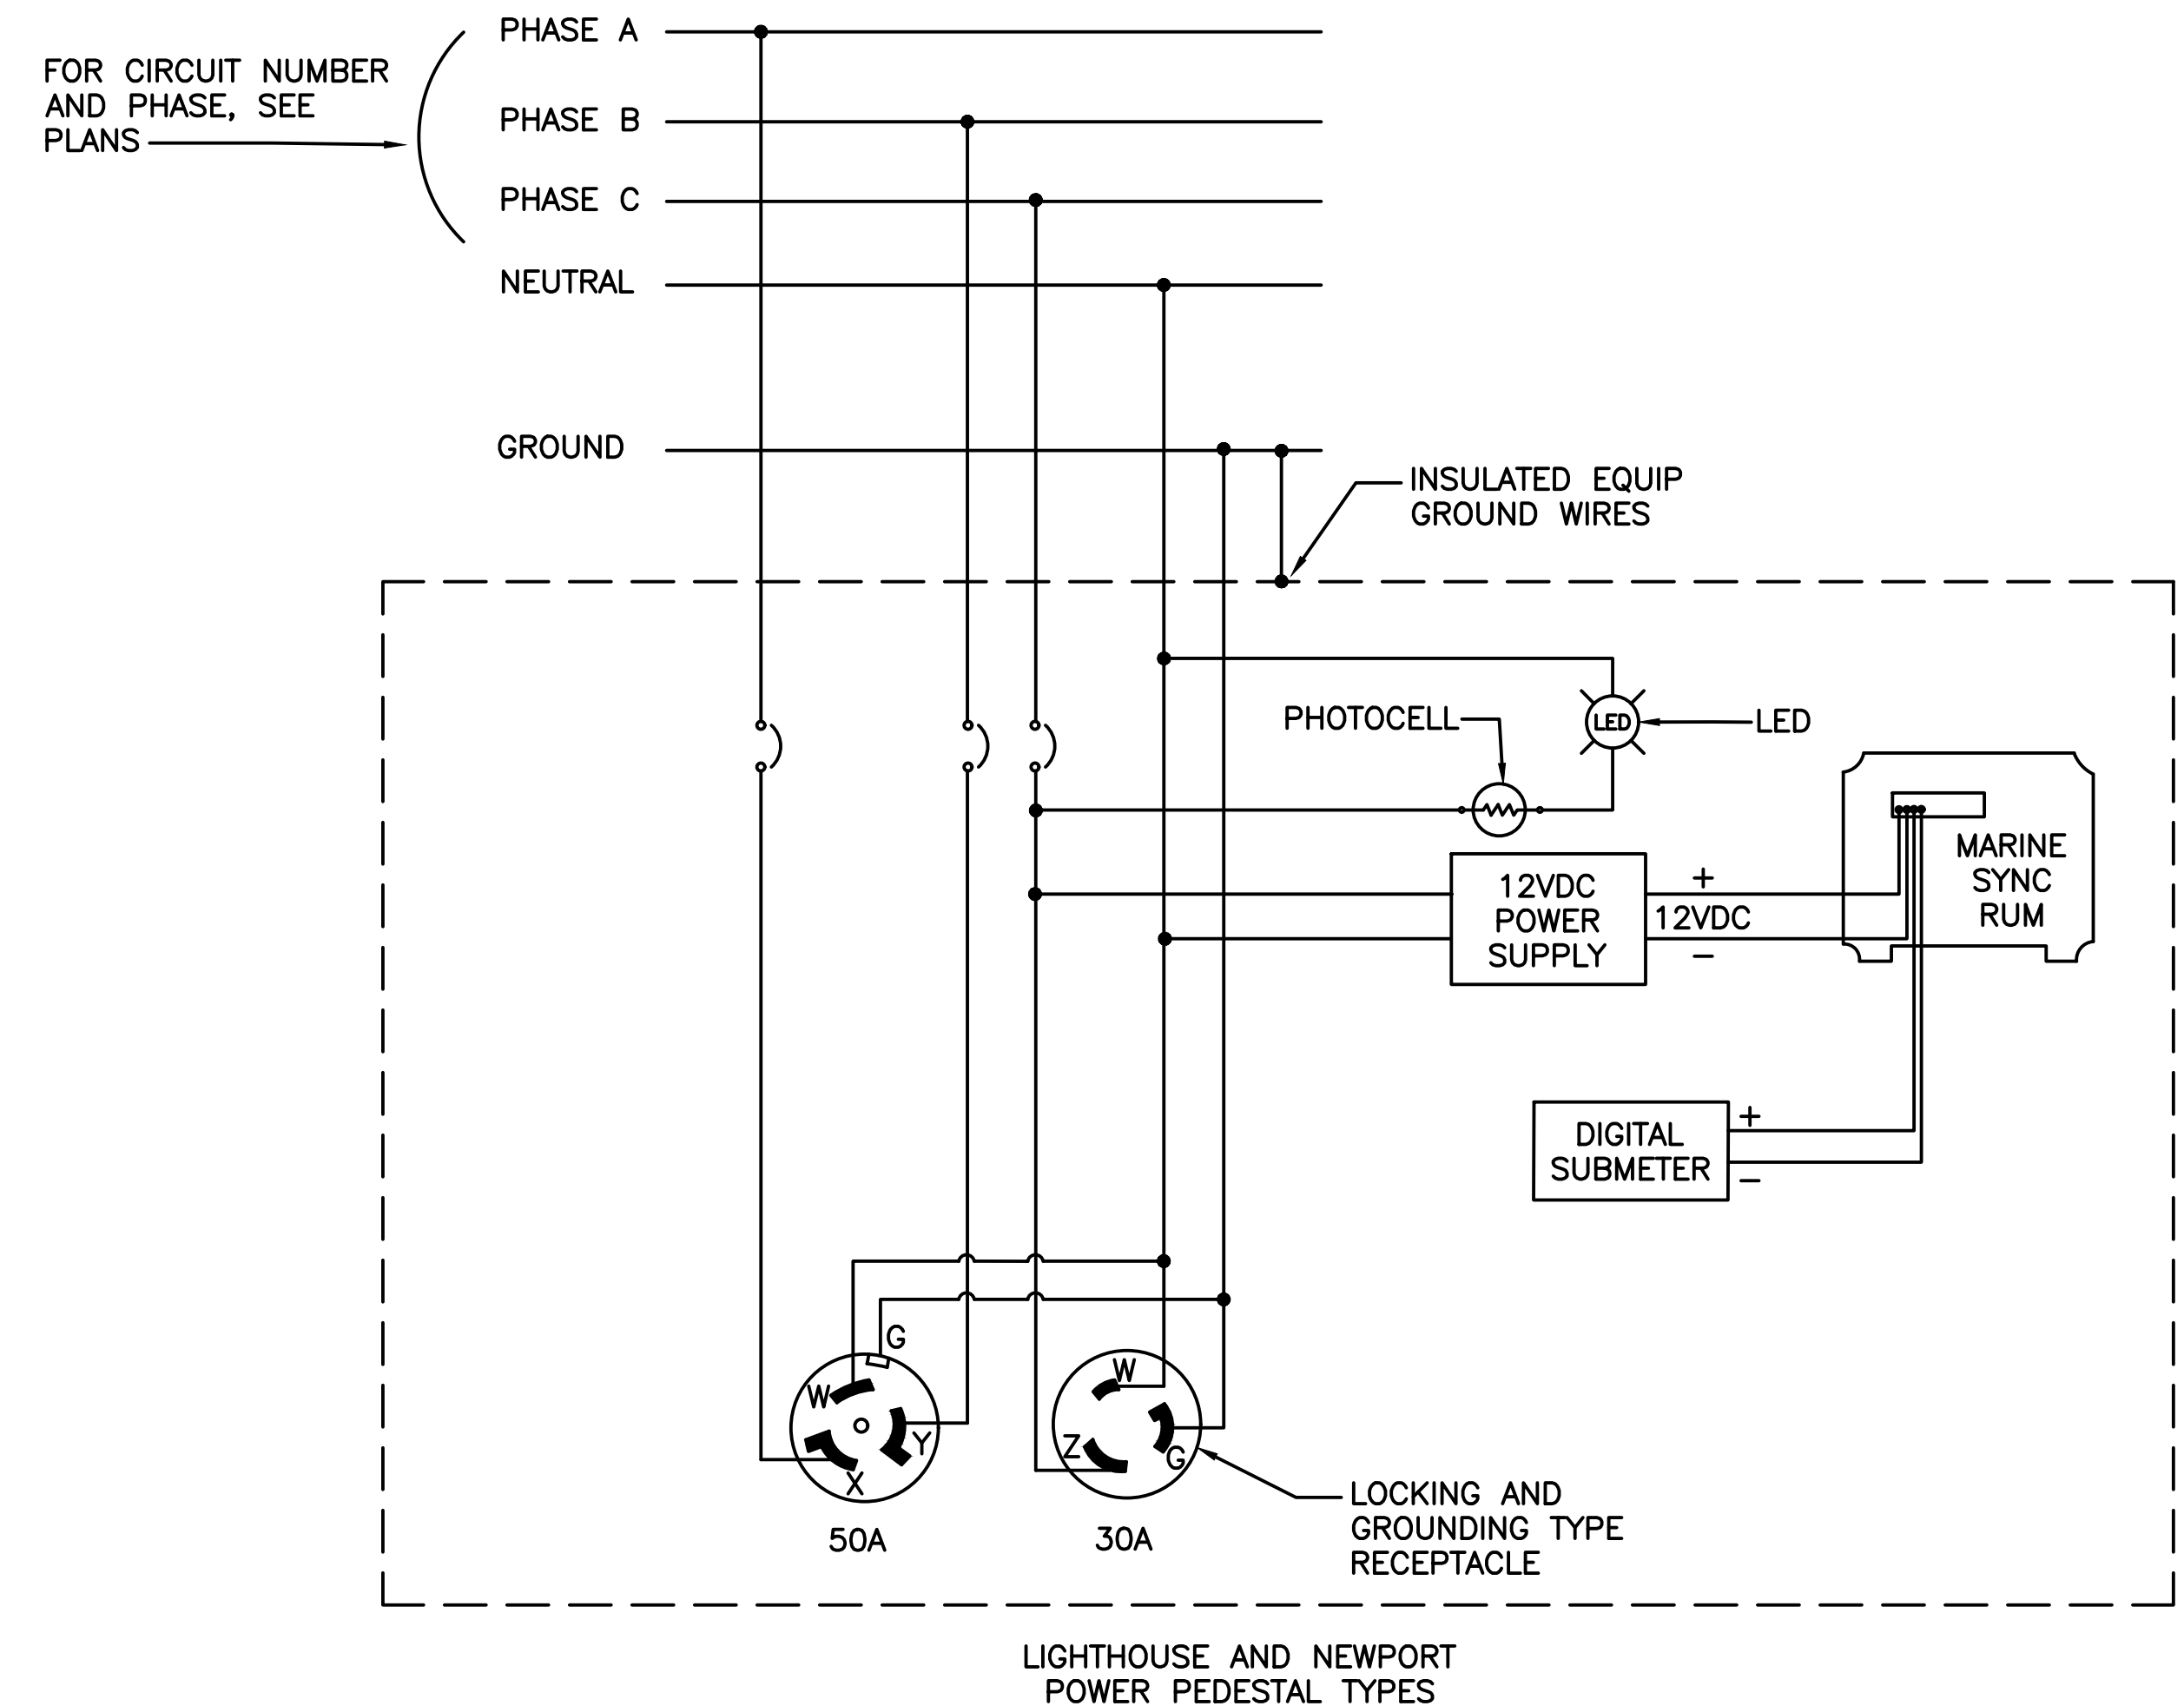 PHASE A
FOR CIRCUIT NUMBER
AND PHASE, SEE
PLANS
PHASE B
PHASE C
NEUTRAL
GROUND
INSULATED EQUIP
GROUND WIRES
PHOTOCELL
LED
LED
MARINE
SYNC
RUM
12VDC
POWER
SUPPLY
+
12VDC
−
DIGITAL
SUBMETER
+
−
G
W
Y
X
W
Z
G
50A
30A
LOCKING AND
GROUNDING TYPE
RECEPTACLE
LIGHTHOUSE AND NEWPORT
POWER PEDESTAL TYPES